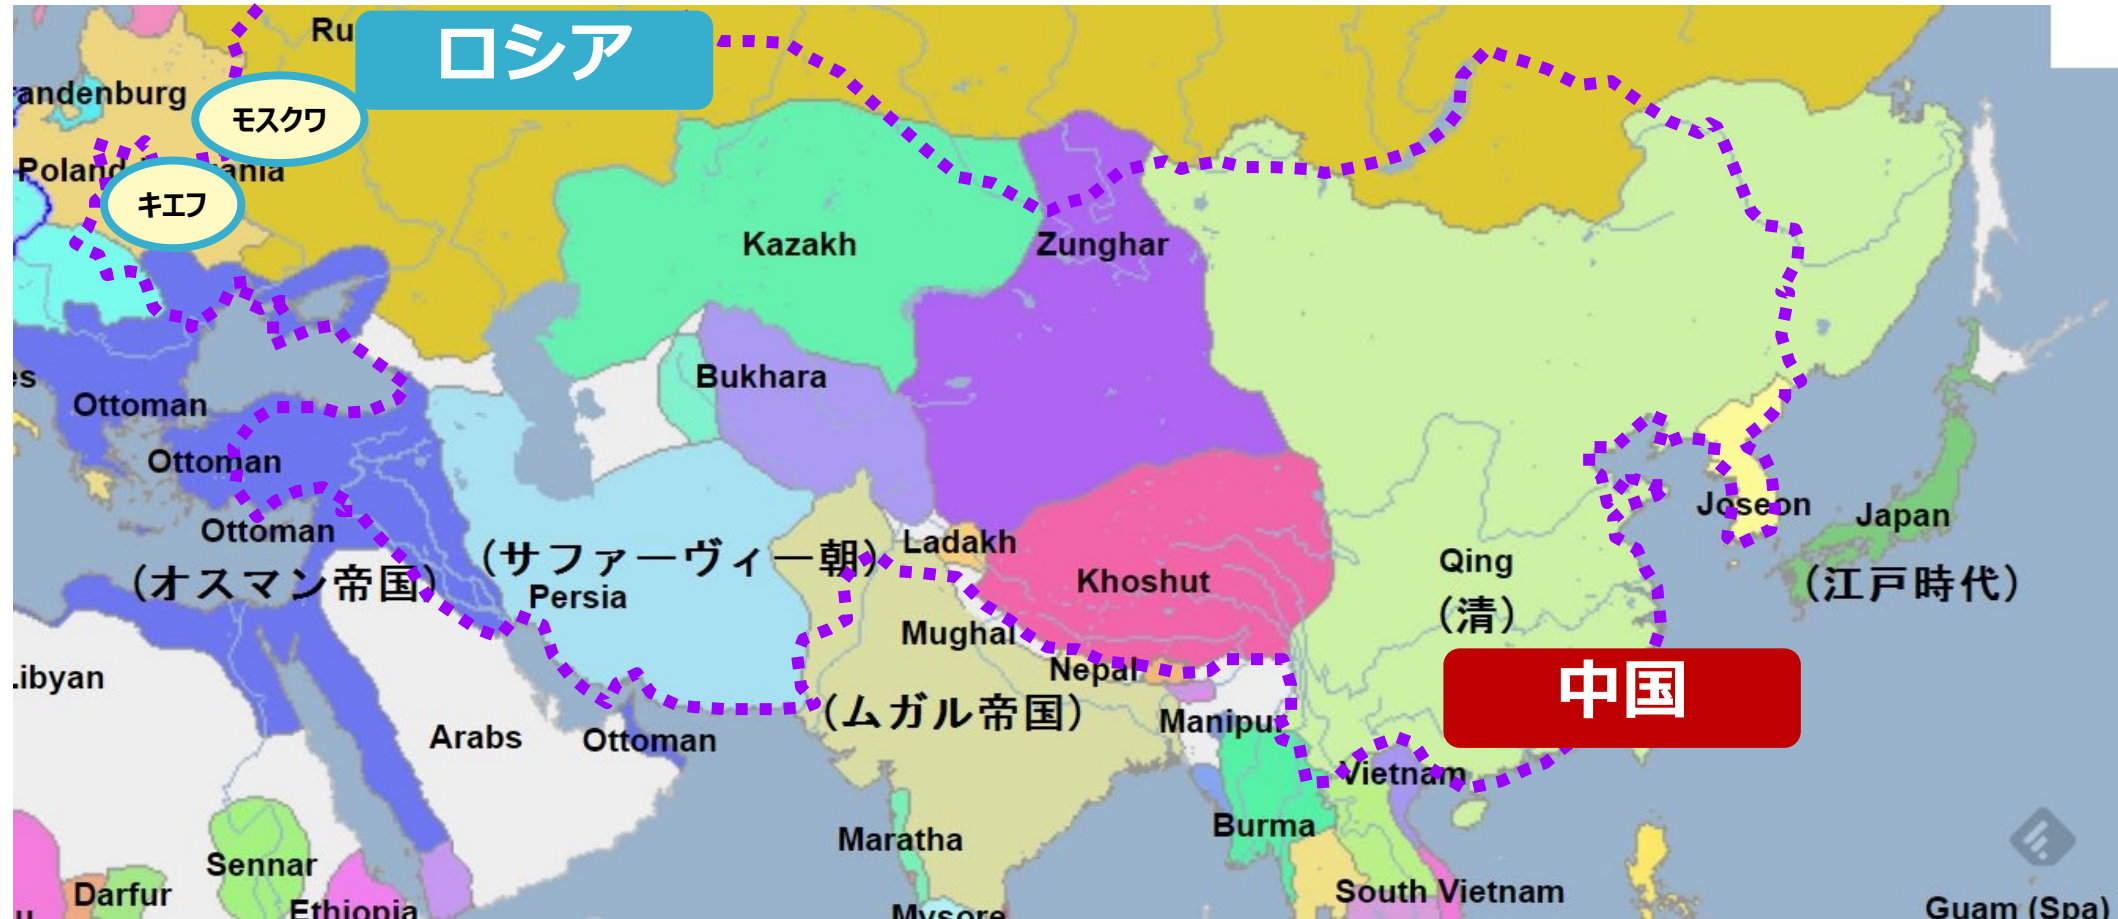 Ru
ロシア
andenburg
モスクワ
Poland
ania
キエフ
Kazakh
Zunghar
es
Ottoman
Bukhara
Ottoman
Ottoman
(オスマン帝国)
(サファーヴィー朝)
Persia
Ladakh
Khoshut
Qing
(清)
Joseon
Japan
(江戸時代)
Mughal
Nepal
中国
ibyan
(ムガル帝国)
Manipur
Arabs
Ottoman
Vietnam
Burma
Maratha
Sennar
Darfur
Ethiopia
South Vietnam
Mysore
Guam (Spa)
u